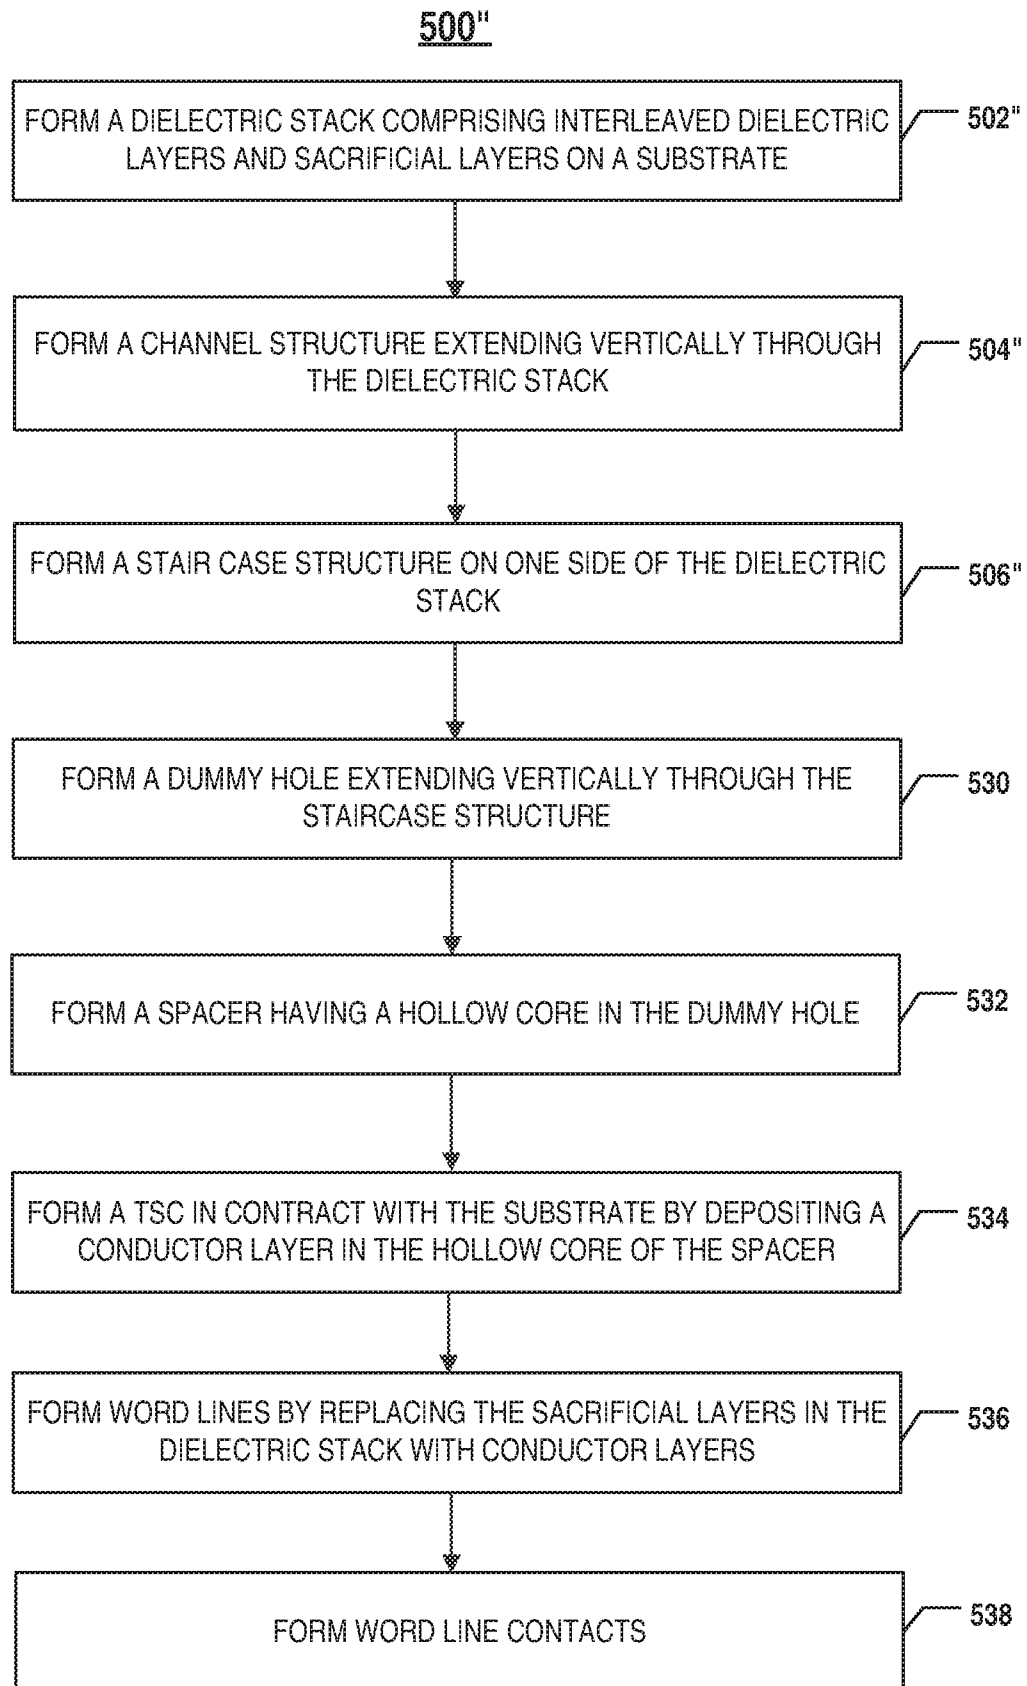 500"
FORM A DIELECTRIC STACK COMPRISING INTERLEAVED DIELECTRIC
LAYERS AND SACRIFICIAL LAYERS ON A SUBSTRATE
502"
FORM A CHANNEL STRUCTURE EXTENDING VERTICALLY THROUGH
THE DIELECTRIC STACK
504"
FORM A STAIR CASE STRUCTURE ON ONE SIDE OF THE DIELECTRIC
STACK
506"
FORM A DUMMY HOLE EXTENDING VERTICALLY THROUGH THE
STAIRCASE STRUCTURE
530
FORM A SPACER HAVING A HOLLOW CORE IN THE DUMMY HOLE
532
FORM A TSC IN CONTRACT WITH THE SUBSTRATE BY DEPOSITING A
CONDUCTOR LAYER IN THE HOLLOW CORE OF THE SPACER
534
FORM WORD LINES BY REPLACING THE SACRIFICIAL LAYERS IN THE
DIELECTRIC STACK WITH CONDUCTOR LAYERS
536
FORM WORD LINE CONTACTS
538